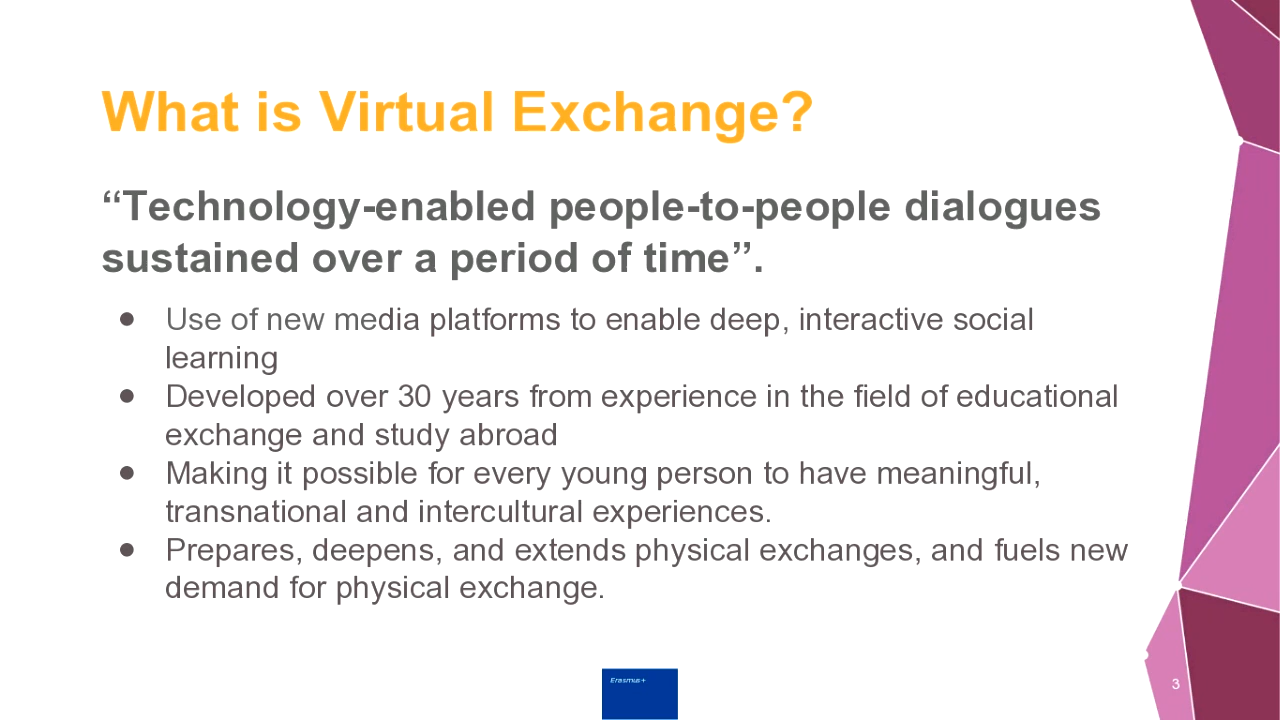 What is Virtual Exchange?
“Technology-enabled people-to-people dialogues
sustained over a period of time”.
● Use of new media platforms to enable deep, interactive social
learning
● Developed over 30 years from experience in the field of educational
exchange and study abroad
● Making it possible for every young person to have meaningful,
transnational and intercultural experiences.
● Prepares, deepens, and extends physical exchanges, and fuels new
demand for physical exchange.
Erasmus+
3